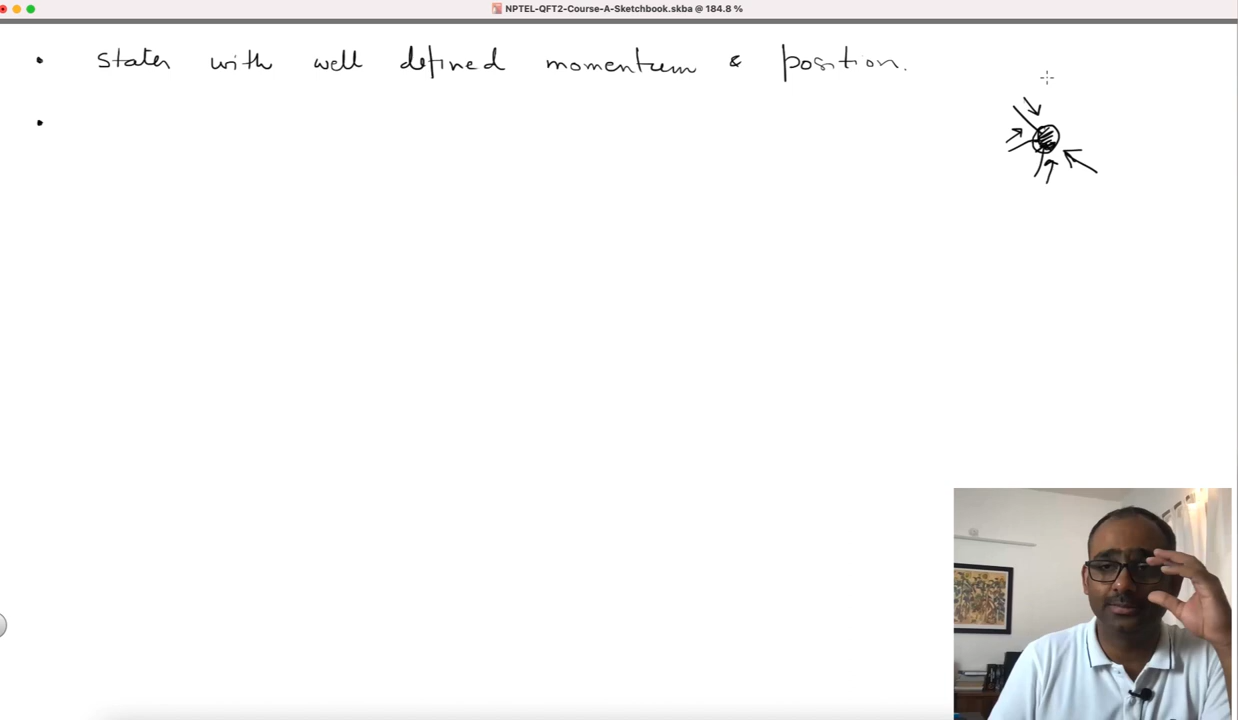 NPTEL-QFT2-Course-A-Sketchbook.skba @ 184.8 %
• states with well defined momentum & position.
•